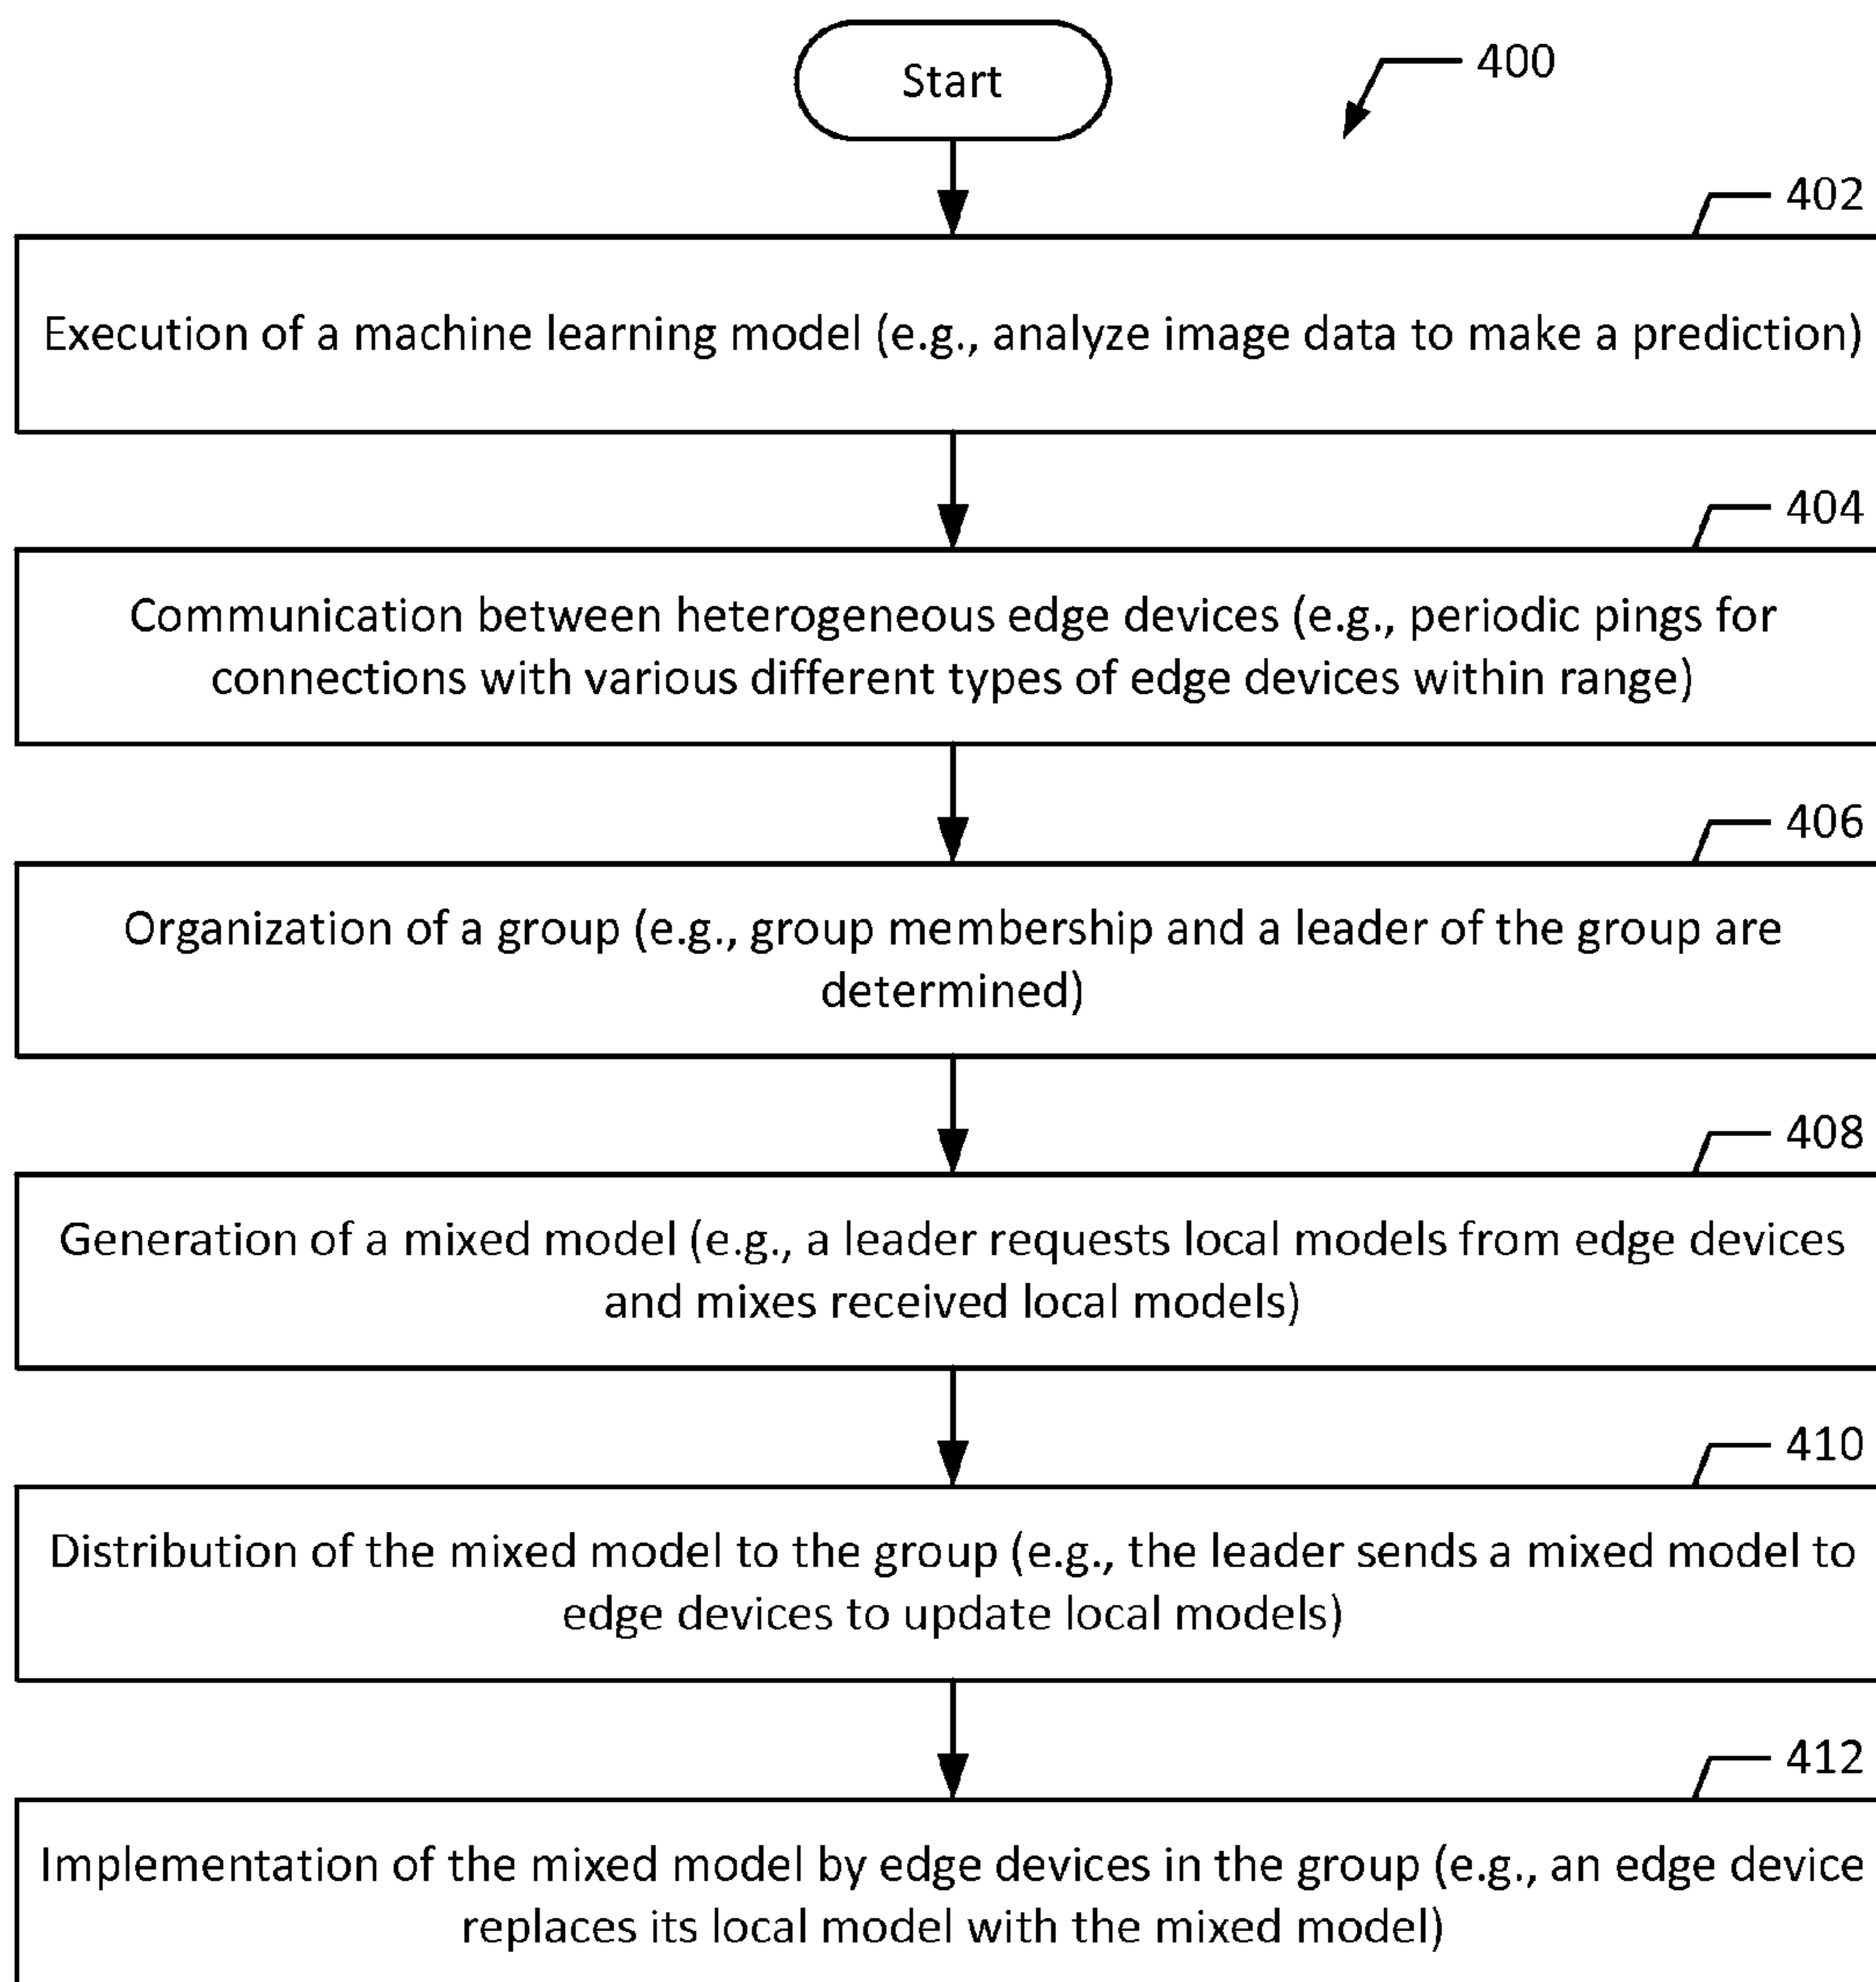 Start
400
402
Execution of a machine learning model (e.g., analyze image data to make a prediction)
404
Communication between heterogeneous edge devices (e.g., periodic pings for
connections with various different types of edge devices within range)
406
Organization of a group (e.g., group membership and a leader of the group are
determined)
408
Generation of a mixed model (e.g., a leader requests local models from edge devices
and mixes received local models)
410
Distribution of the mixed model to the group (e.g., the leader sends a mixed model to
edge devices to update local models)
412
Implementation of the mixed model by edge devices in the group (e.g., an edge device
replaces its local model with the mixed model)